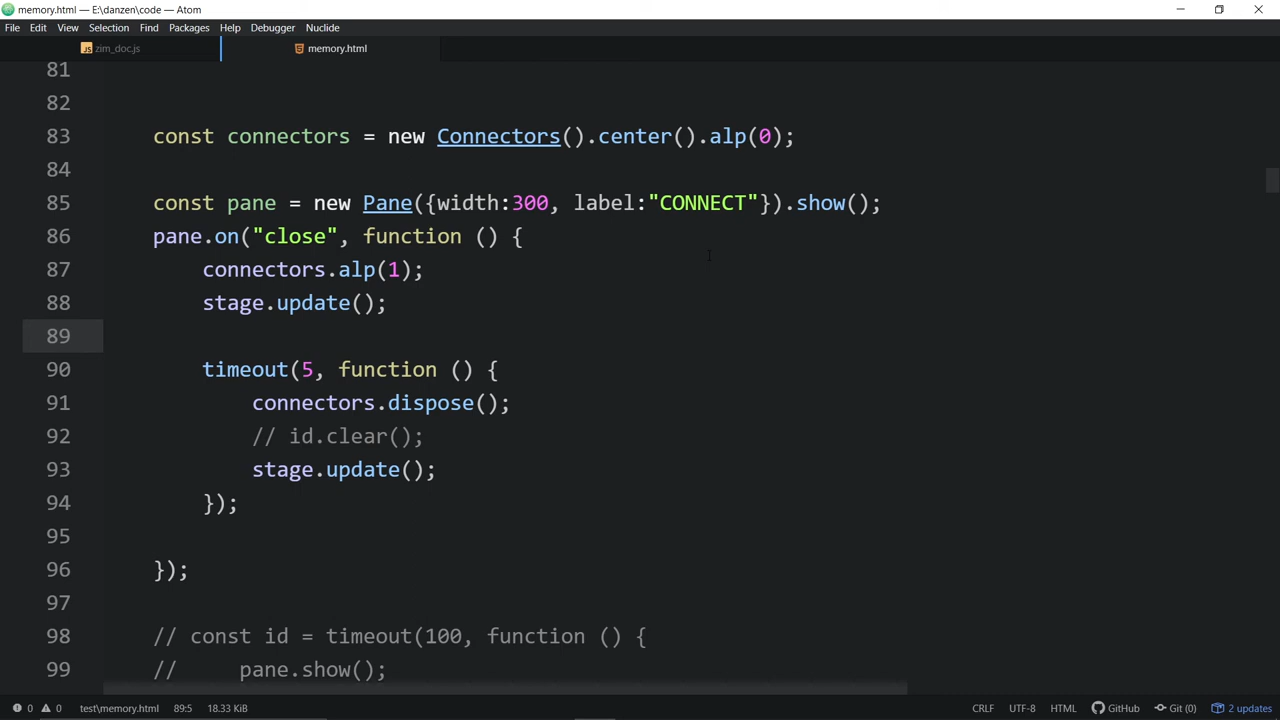 memory.html — E:\danzen\code — Atom
File Edit View Selection Find Packages Help Debugger Nuclide
zim_doc.js memory.html
81
82
83 const connectors = new Connectors().center().alp(0);
84
85 const pane = new Pane({width:300, label:"CONNECT"}).show();
86 pane.on("close", function () {
87 connectors.alp(1);
88 stage.update();
89
90 timeout(5, function () {
91 connectors.dispose();
92 // id.clear();
93 stage.update();
94 });
95
96 });
97
98 // const id = timeout(100, function () {
99 // pane.show();
0 0 test\memory.html 89:5 18.33 KiB CRLF UTF-8 HTML GitHub Git (0) 2 updates